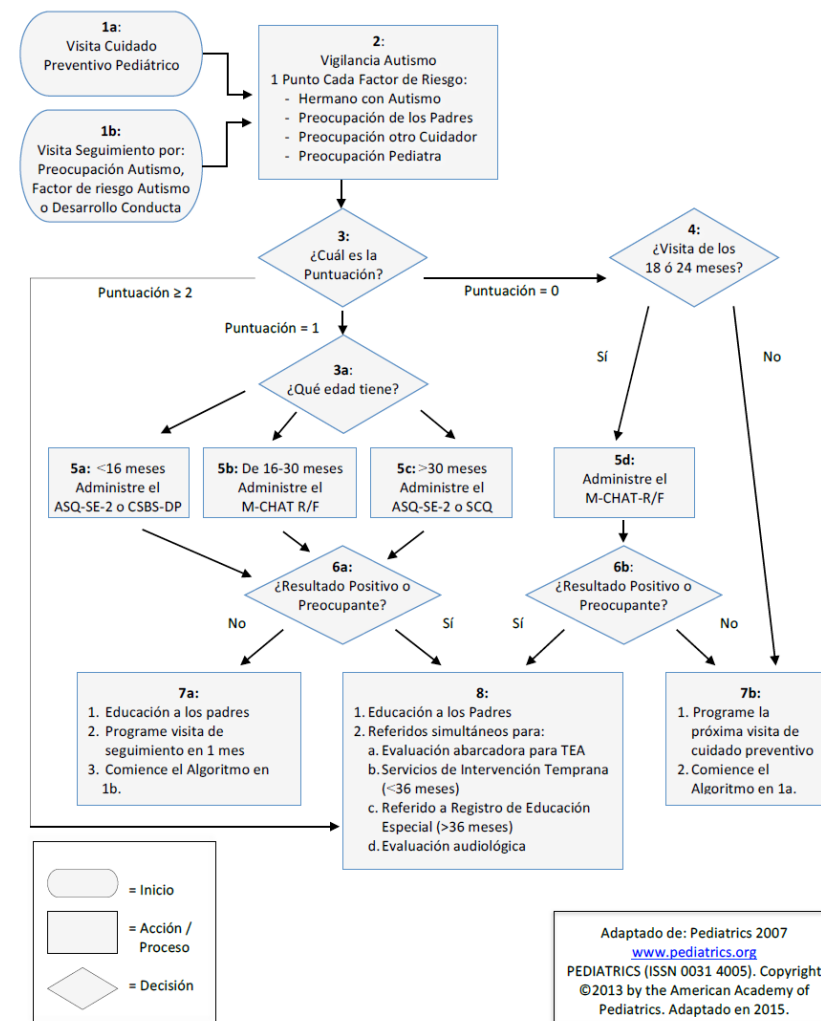 1a:
Visita Cuidado
Preventivo Pediátrico
1b:
Visita Seguimiento por:
Preocupación Autismo,
Factor de riesgo Autismo
o Desarrollo Conducta
2:
Vigilancia Autismo
1 Punto Cada Factor de Riesgo:
- Hermano con Autismo
- Preocupación de los Padres
- Preocupación otro Cuidador
- Preocupación Pediatra
3:
¿Cuál es la
Puntuación?
4:
¿Visita de los
18 ó 24 meses?
Puntuación ≥ 2
Puntuación = 0
Puntuación = 1
Sí
No
3a:
¿Qué edad tiene?
5a: <16 meses
Administre el
ASQ-SE-2 o CSBS-DP
5b: De 16-30 meses
Administre el
M-CHAT R/F
5c: >30 meses
Administre el
ASQ-SE-2 o SCQ
5d:
Administre el
M-CHAT-R/F
6a:
¿Resultado Positivo o
Preocupante?
6b:
¿Resultado Positivo o
Preocupante?
No
Sí
Sí
No
7a:
1. Educación a los padres
2. Programe visita de
seguimiento en 1 mes
3. Comience el Algoritmo en
1b.
8:
1. Educación a los Padres
2. Referidos simultáneos para:
a. Evaluación abarcadora para TEA
b. Servicios de Intervención Temprana
(<36 meses)
c. Referido a Registro de Educación
Especial (>36 meses)
d. Evaluación audiológica
7b:
1. Programe la
próxima visita de
cuidado preventivo
2. Comience el
Algoritmo en 1a.
= Inicio
= Acción /
Proceso
= Decisión
Adaptado de: Pediatrics 2007
www.pediatrics.org
PEDIATRICS (ISSN 0031 4005). Copyright
©2013 by the American Academy of
Pediatrics. Adaptado en 2015.